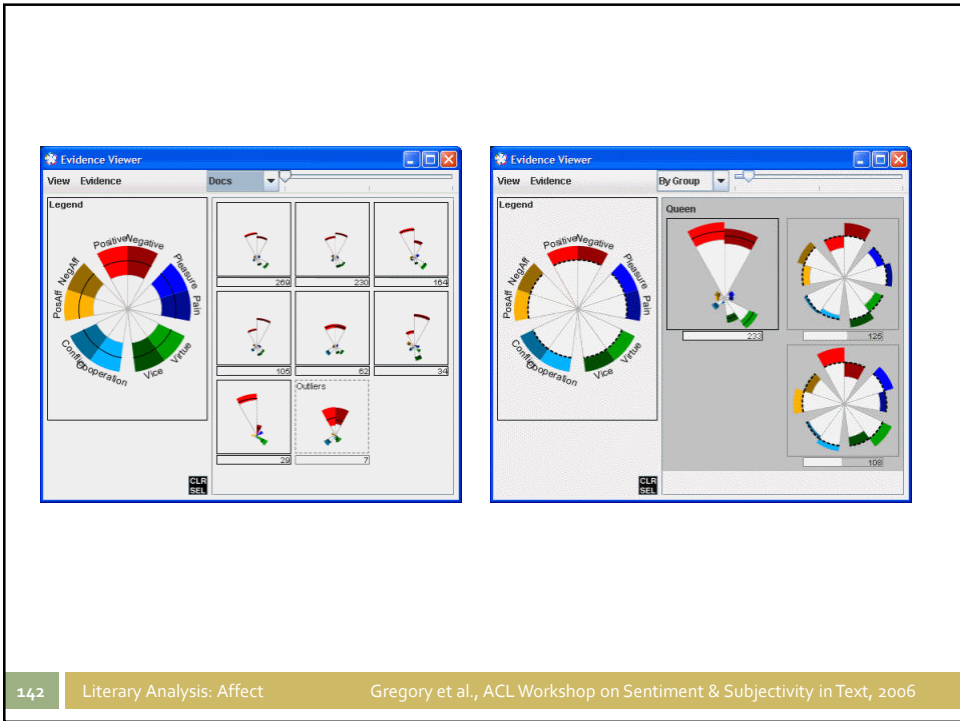 Evidence Viewer
View Evidence
Docs
Legend
Positive
Negative
Pleasure
Pain
Virtue
Vice
Cooperation
Conflict
PosAff
NegAff
269
230
164
105
62
34
Outliers
29
7
CLR
SEL
Evidence Viewer
View Evidence
By Group
Legend
Positive
Negative
Pleasure
Pain
Virtue
Vice
Cooperation
Conflict
PosAff
NegAff
Queen
233
125
108
CLR
SEL
142 Literary Analysis: Affect Gregory et al., ACL Workshop on Sentiment & Subjectivity in Text, 2006